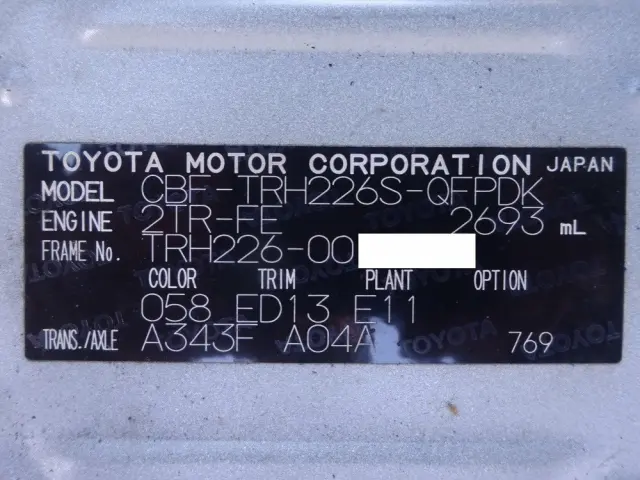 TOYOTA MOTOR CORPORATION JAPAN
MODEL CBF-TRH226S-QFPDK
ENGINE 2TR-FE 2693 mL
FRAME No. TRH226-00
COLOR TRIM PLANT OPTION
058 ED13 E11
TRANS./AXLE A343F A04A 769